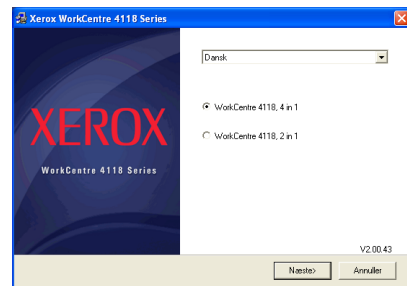 Xerox WorkCentre 4118 Series
Dansk
WorkCentre 4118, 4 in 1
WorkCentre 4118, 2 in 1
XEROX
WorkCentre 4118 Series
V2.00.43
Næste>
Annuller